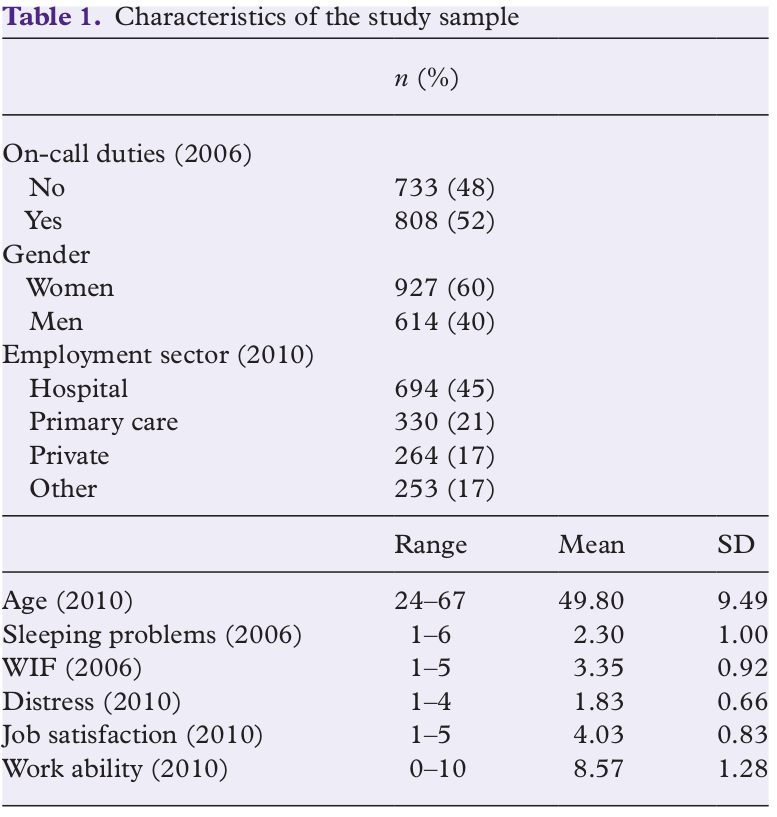 Table 1. Characteristics of the study sample
n (%)
On-call duties (2006)
No 733 (48)
Yes 808 (52)
Gender
Women 927 (60)
Men 614 (40)
Employment sector (2010)
Hospital 694 (45)
Primary care 330 (21)
Private 264 (17)
Other 253 (17)
Range Mean SD
Age (2010) 24–67 49.80 9.49
Sleeping problems (2006) 1–6 2.30 1.00
WIF (2006) 1–5 3.35 0.92
Distress (2010) 1–4 1.83 0.66
Job satisfaction (2010) 1–5 4.03 0.83
Work ability (2010) 0–10 8.57 1.28